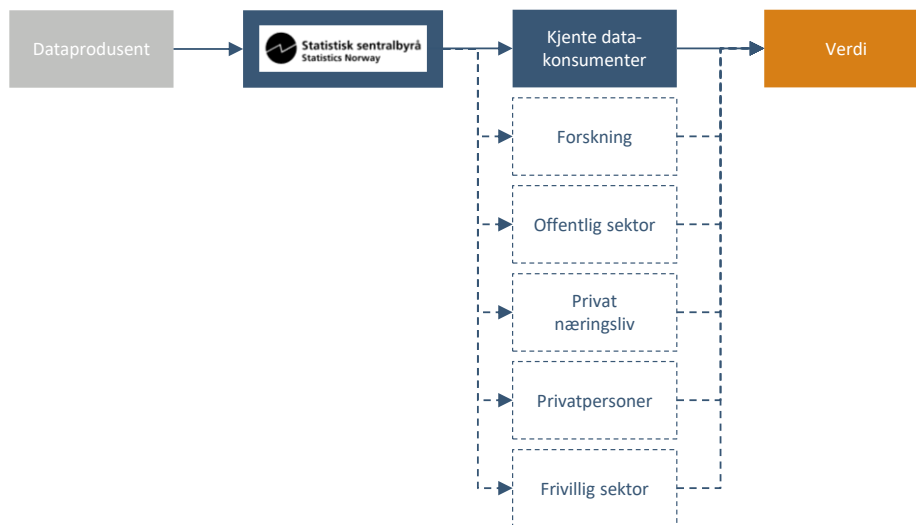 Dataprodusent
Statistisk sentralbyrå
Statistics Norway
Kjente data-
konsumenter
Verdi
Forskning
Offentlig sektor
Privat
næringsliv
Privatpersoner
Frivillig sektor